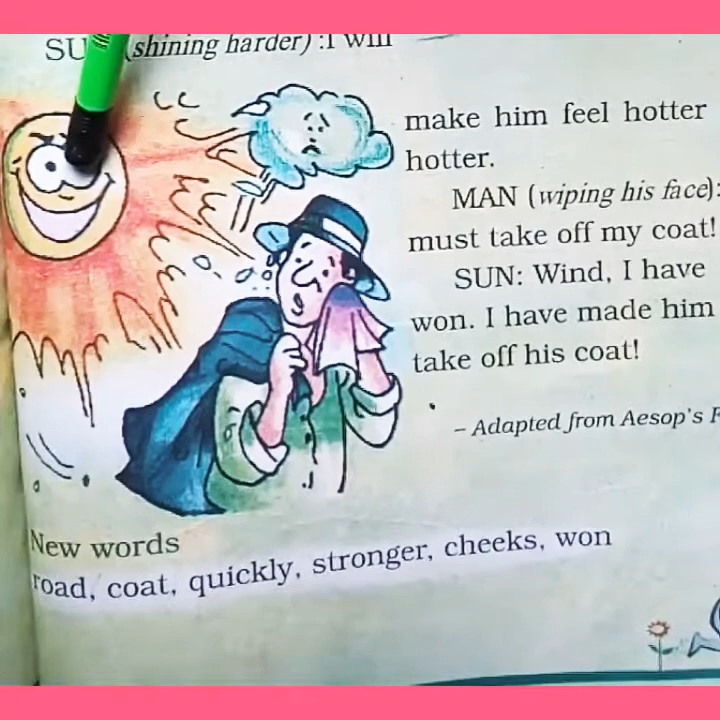 SU (shining harder) :I will
make him feel hotter
hotter.
MAN (wiping his face):
must take off my coat!
SUN: Wind, I have
won. I have made him
take off his coat!
– Adapted from Aesop's F
New words
road, coat, quickly, stronger, cheeks, won